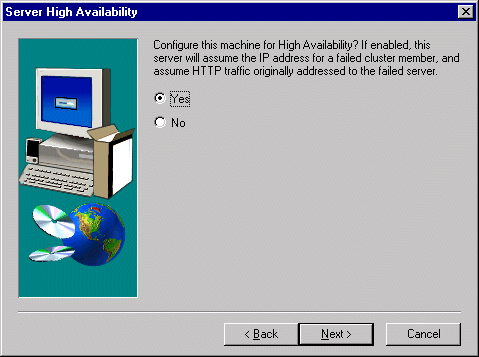 Server High Availability
Configure this machine for High Availability? If enabled, this
server will assume the IP address for a failed cluster member, and
assume HTTP traffic originally addressed to the failed server.
Yes
No
< Back
Next >
Cancel